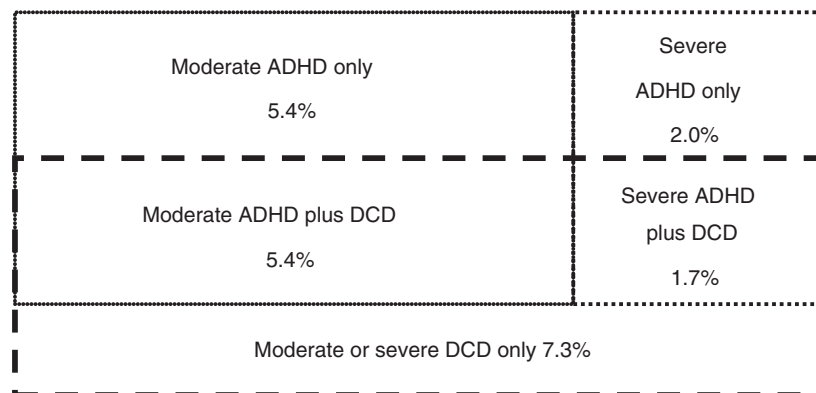 Moderate ADHD only
5.4%
Severe
ADHD only
2.0%
Moderate ADHD plus DCD
5.4%
Severe ADHD
plus DCD
1.7%
Moderate or severe DCD only 7.3%